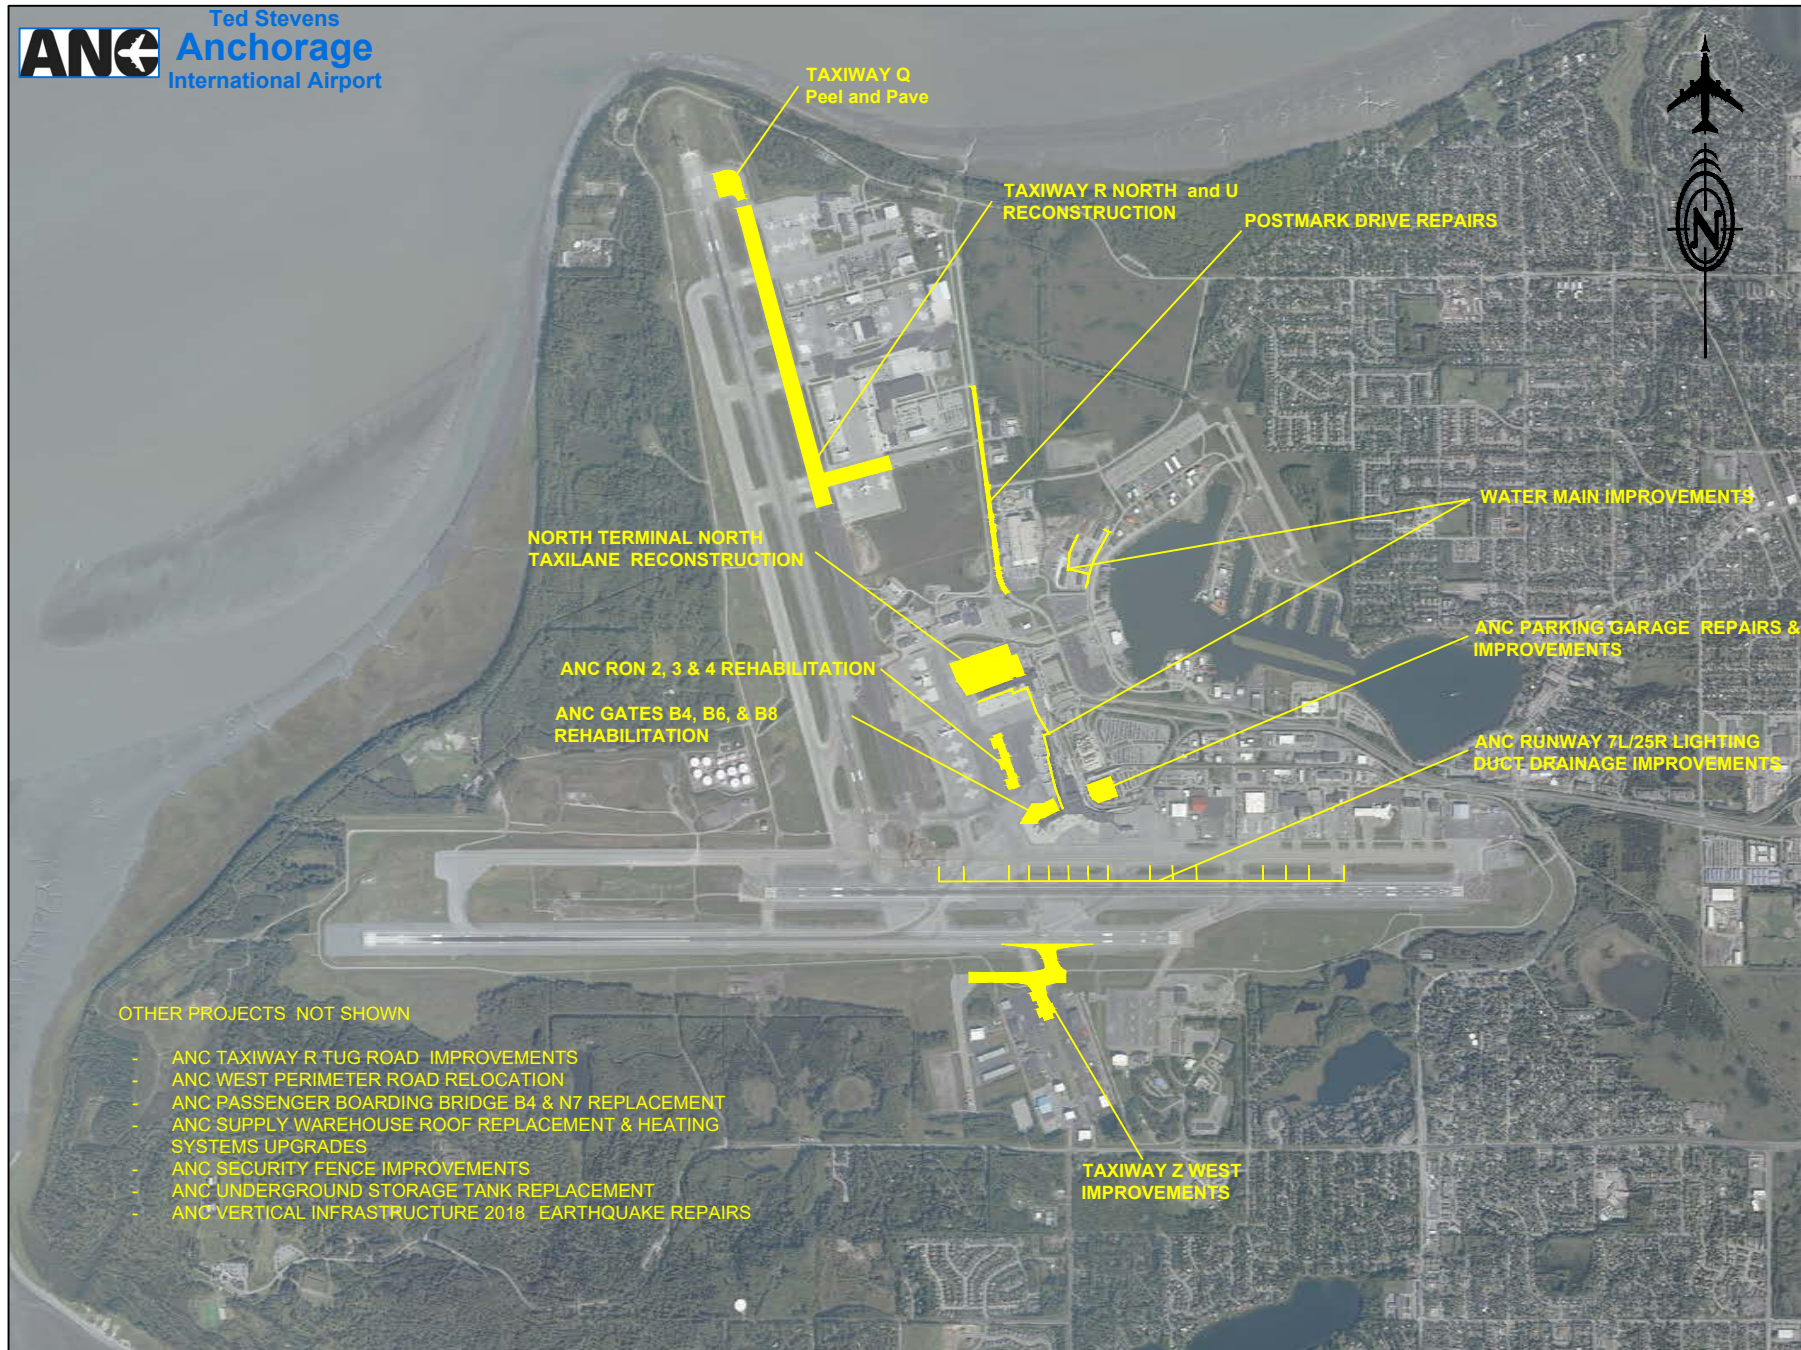 ANC
Ted Stevens
Anchorage
International Airport
TAXIWAY Q
Peel and Pave
TAXIWAY R NORTH and U
RECONSTRUCTION
POSTMARK DRIVE REPAIRS
N
WATER MAIN IMPROVEMENTS
NORTH TERMINAL NORTH
TAXILANE RECONSTRUCTION
ANC PARKING GARAGE REPAIRS &
IMPROVEMENTS
ANC RON 2, 3 & 4 REHABILITATION
ANC GATES B4, B6, & B8
REHABILITATION
ANC RUNWAY 7L/25R LIGHTING
DUCT DRAINAGE IMPROVEMENTS
OTHER PROJECTS NOT SHOWN
- ANC TAXIWAY R TUG ROAD IMPROVEMENTS
- ANC WEST PERIMETER ROAD RELOCATION
- ANC PASSENGER BOARDING BRIDGE B4 & N7 REPLACEMENT
- ANC SUPPLY WAREHOUSE ROOF REPLACEMENT & HEATING
SYSTEMS UPGRADES
- ANC SECURITY FENCE IMPROVEMENTS
- ANC UNDERGROUND STORAGE TANK REPLACEMENT
- ANC VERTICAL INFRASTRUCTURE 2018 EARTHQUAKE REPAIRS
TAXIWAY Z WEST
IMPROVEMENTS